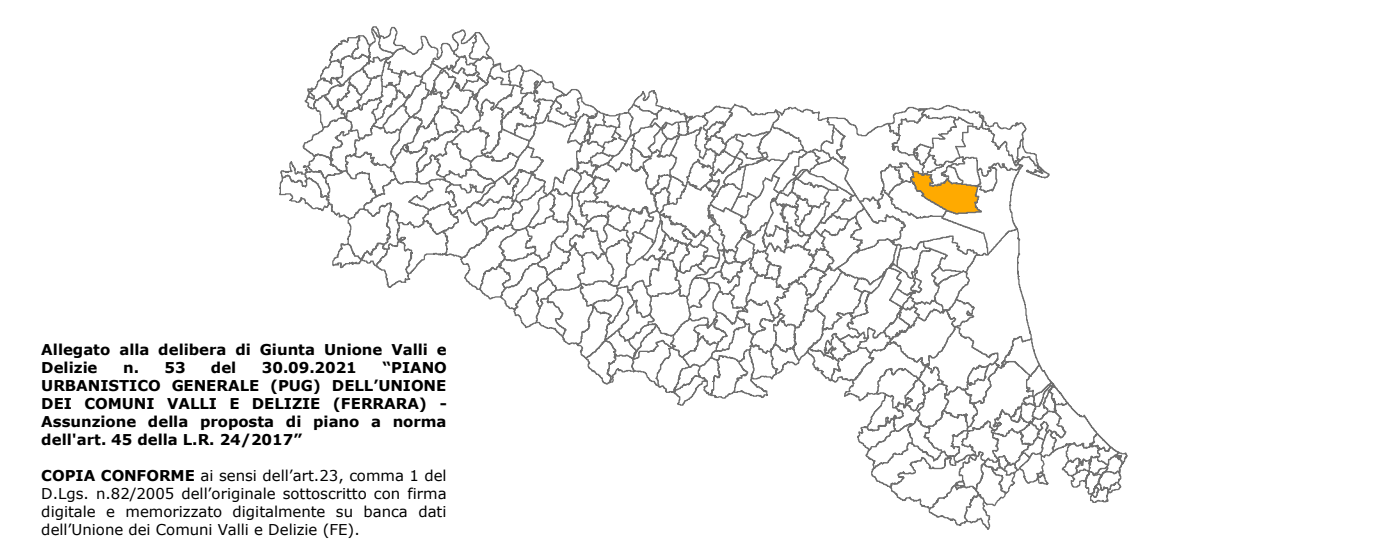 Allegato alla delibera di Giunta Unione Valli e
Delizie n. 53 del 30.09.2021 “PIANO
URBANISTICO GENERALE (PUG) DELL’UNIONE
DEI COMUNI VALLI E DELIZIE (FERRARA) -
Assunzione della proposta di piano a norma
dell'art. 45 della L.R. 24/2017”
COPIA CONFORME ai sensi dell’art.23, comma 1 del
D.Lgs. n.82/2005 dell’originale sottoscritto con firma
digitale e memorizzato digitalmente su banca dati
dell’Unione dei Comuni Valli e Delizie (FE).